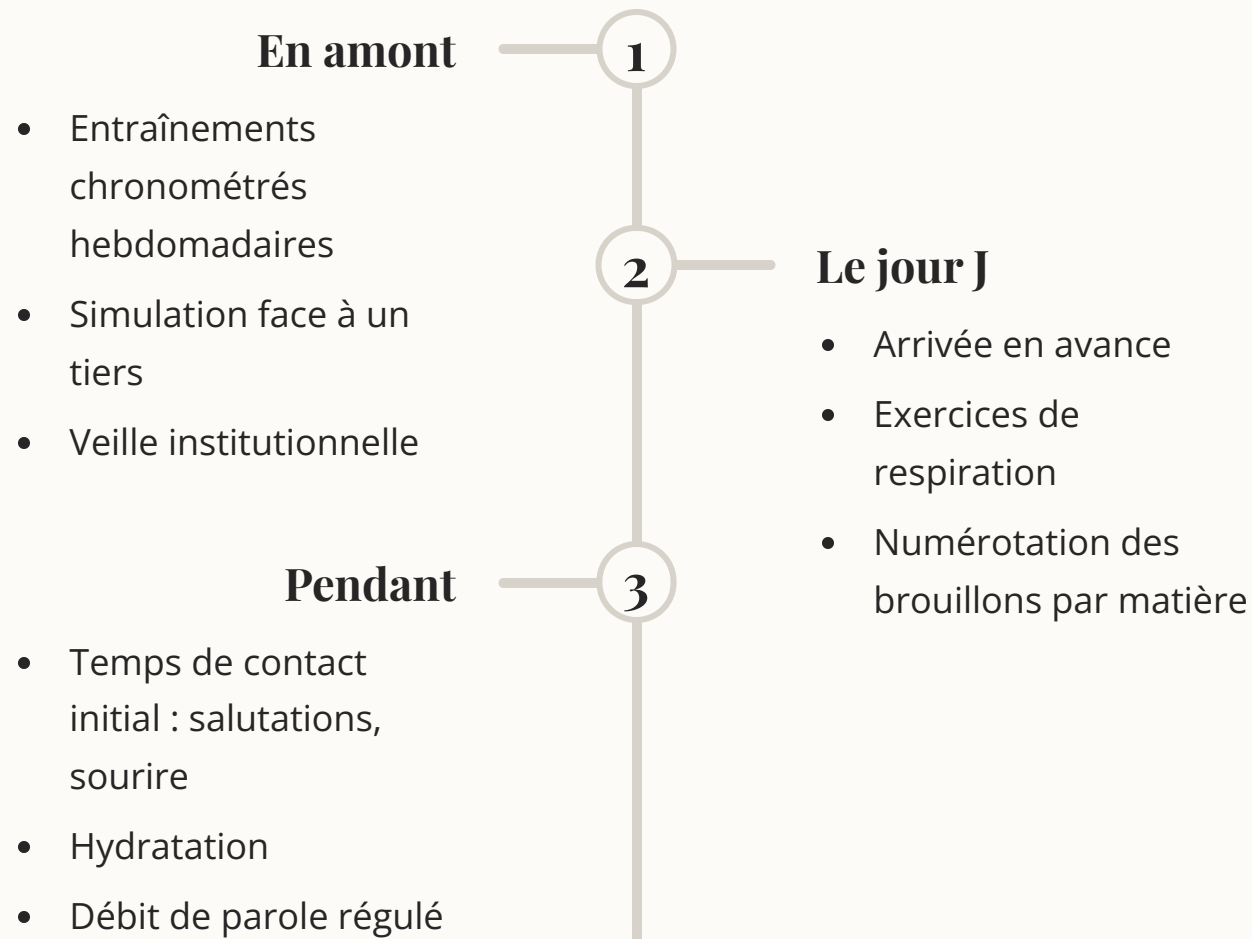 En amont
1
• Entraînements
chronométrés
hebdomadaires
• Simulation face à un
tiers
• Veille institutionnelle
2
Le jour J
• Arrivée en avance
• Exercices de
respiration
• Numérotation des
brouillons par matière
Pendant
3
• Temps de contact
initial : salutations,
sourire
• Hydratation
• Débit de parole régulé